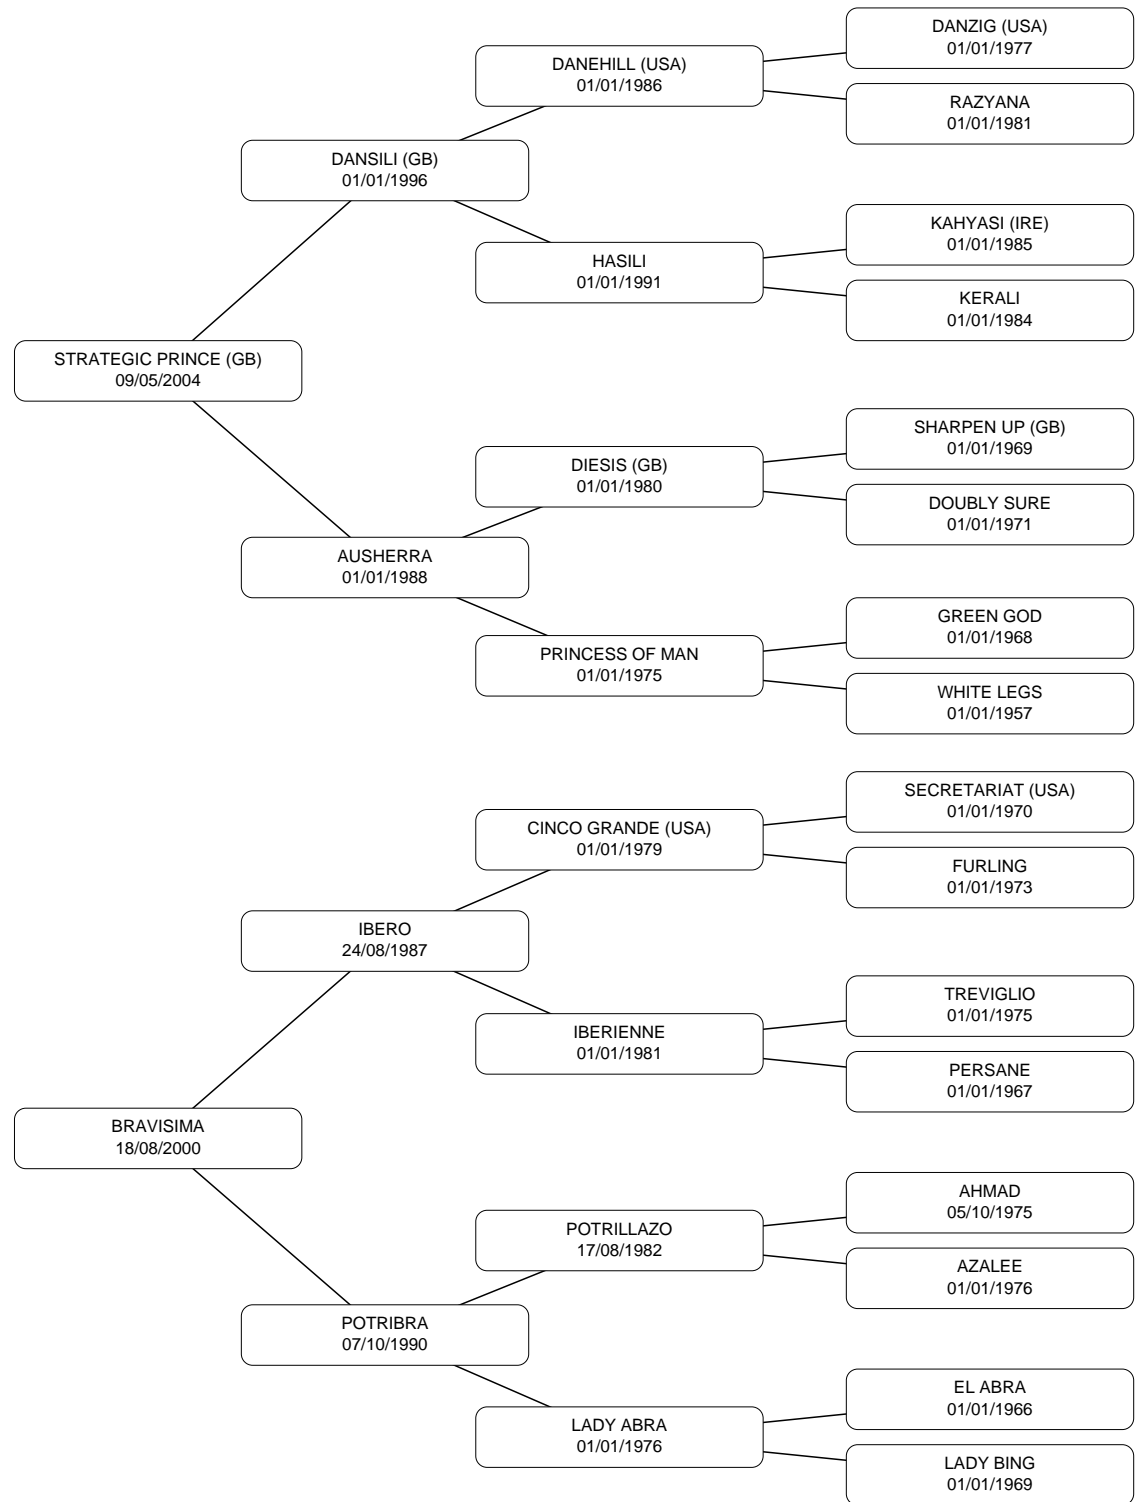 DANZIG (USA)
01/01/1977
DANEHILL (USA)
01/01/1986
RAZYANA
01/01/1981
DANSILI (GB)
01/01/1996
KAHYASI (IRE)
01/01/1985
HASILI
01/01/1991
KERALI
01/01/1984
STRATEGIC PRINCE (GB)
09/05/2004
SHARPEN UP (GB)
01/01/1969
DIESIS (GB)
01/01/1980
DOUBLY SURE
01/01/1971
AUSHERRA
01/01/1988
GREEN GOD
01/01/1968
PRINCESS OF MAN
01/01/1975
WHITE LEGS
01/01/1957
SECRETARIAT (USA)
01/01/1970
CINCO GRANDE (USA)
01/01/1979
FURLING
01/01/1973
IBERO
24/08/1987
TREVIGLIO
01/01/1975
IBERIENNE
01/01/1981
PERSANE
01/01/1967
BRAVISIMA
18/08/2000
AHMAD
05/10/1975
POTRILLAZO
17/08/1982
AZALEE
01/01/1976
POTRIBRA
07/10/1990
EL ABRA
01/01/1966
LADY ABRA
01/01/1976
LADY BING
01/01/1969